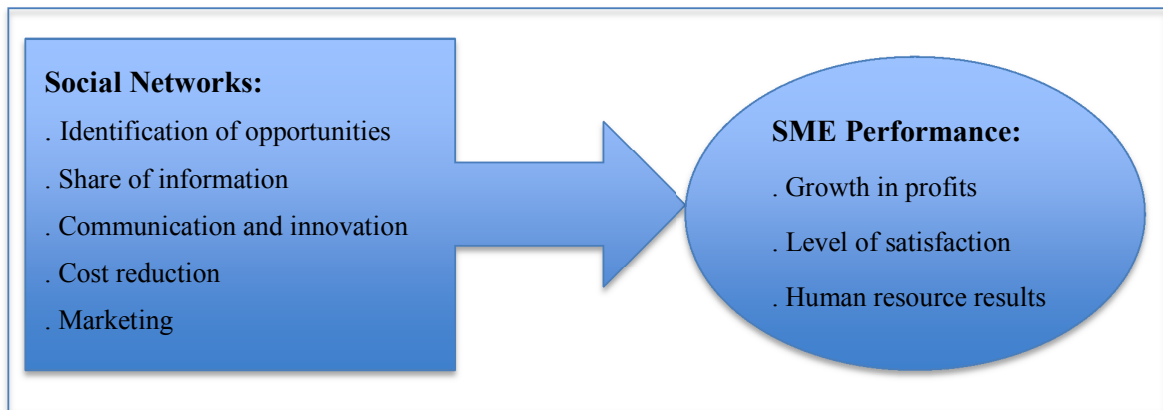 Social Networks:
. Identification of opportunities
. Share of information
. Communication and innovation
. Cost reduction
. Marketing
SME Performance:
. Growth in profits
. Level of satisfaction
. Human resource results